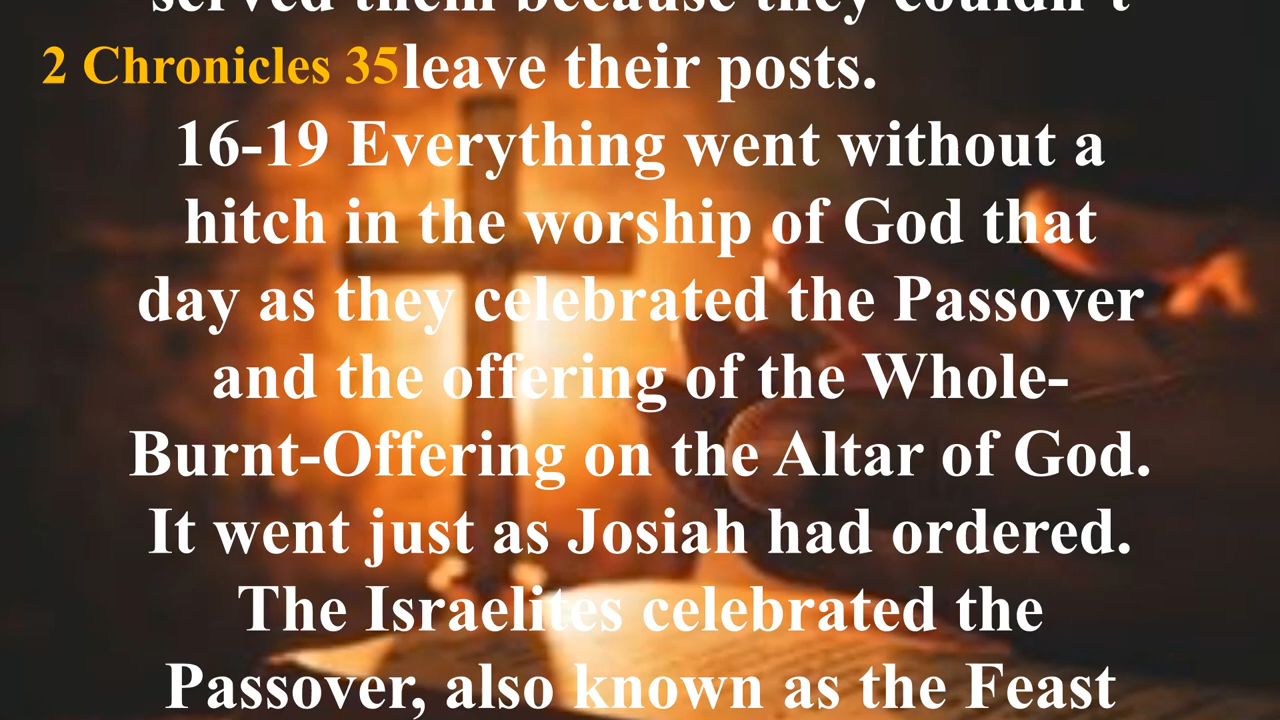 served them because they couldn't
2 Chronicles 35
leave their posts.
16-19 Everything went without a
hitch in the worship of God that
day as they celebrated the Passover
and the offering of the Whole-
Burnt-Offering on the Altar of God.
It went just as Josiah had ordered.
The Israelites celebrated the
Passover, also known as the Feast